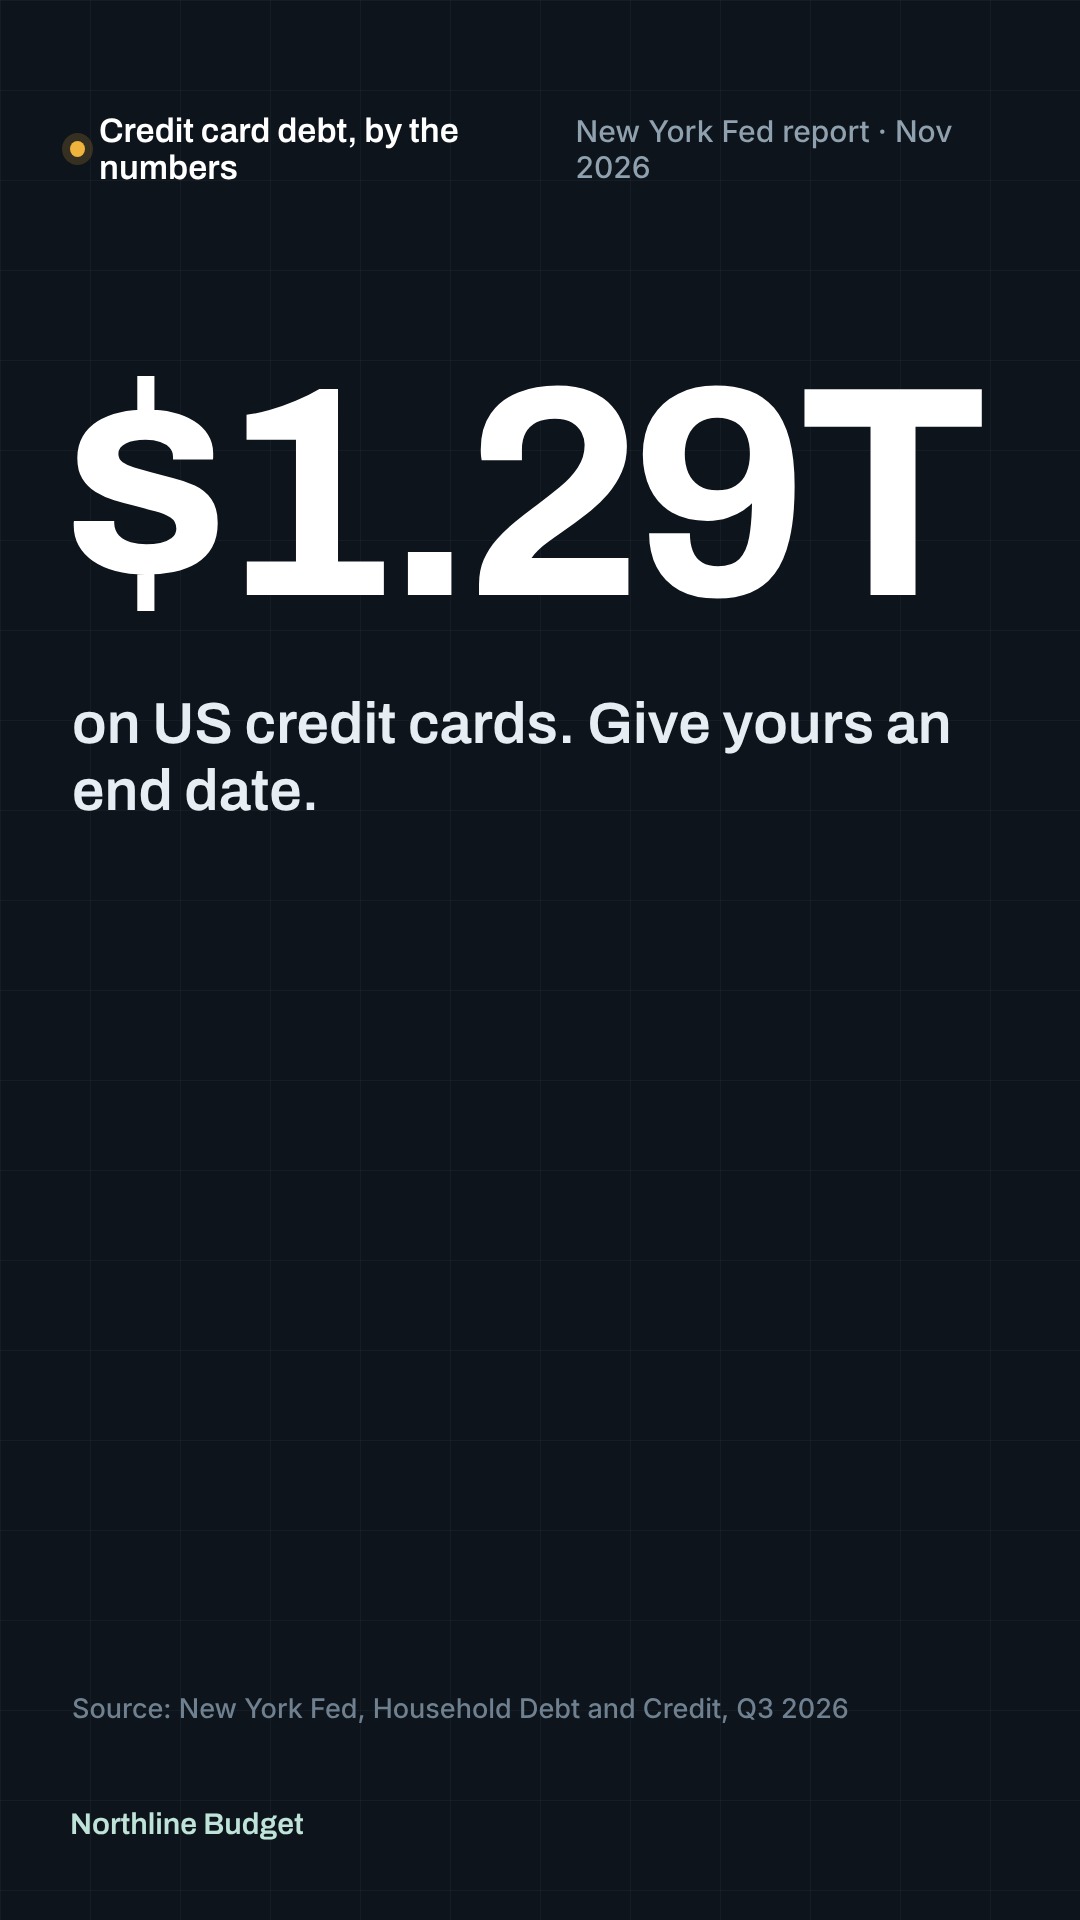 Credit card debt, by the
numbers
New York Fed report · Nov
2026
$1.29T
on US credit cards. Give yours an
end date.
Source: New York Fed, Household Debt and Credit, Q3 2026
Northline Budget